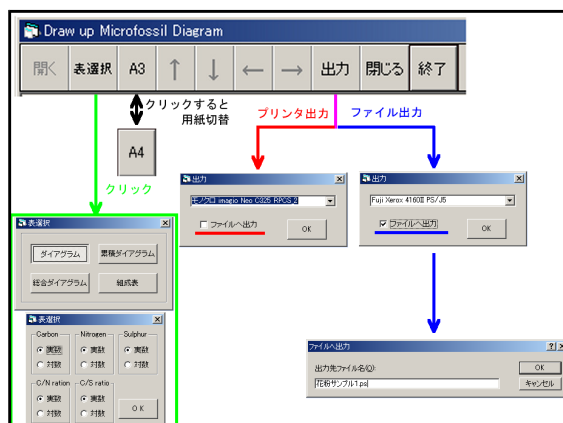 Draw up Microfossil Diagram
開く 表選択 A3 ↑ ↓ ← → 出力 閉じる 終了
クリックすると
用紙切替
プリンタ出力 ファイル出力
A4
クリック
出力
モノクロ imagio Neo C325 RPCS_2
ファイルへ出力
OK
出力
Fuji Xerox 4160Ⅱ PS/J5
ファイルへ出力
OK
表選択
ダイアグラム 累積ダイアグラム
総合ダイアグラム 組成表
表選択
Carbon Nitrogen Sulphur
実数 実数 実数
対数 対数 対数
C/N ration C/S ratio
実数 実数
対数 対数
OK
ファイルへ出力
出力先ファイル名(O):
花粉サンプル1.ps
OK
キャンセル